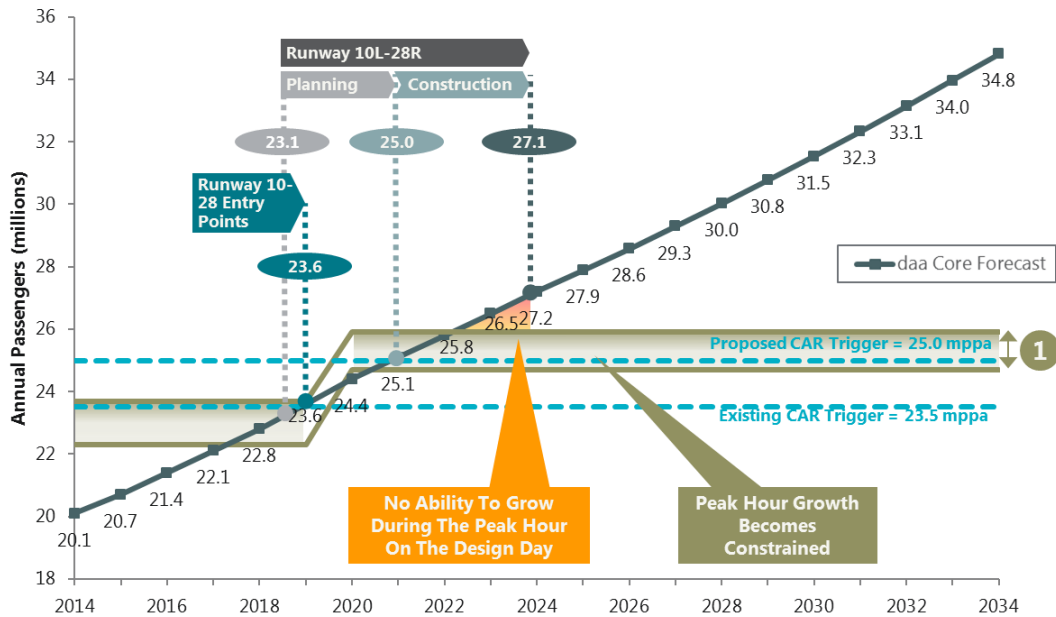 Annual Passengers (millions)
36
34
32
30
28
26
24
22
20
18
2014
2016
2018
2020
2022
2024
2026
2028
2030
2032
2034
Runway 10L-28R
Planning
Construction
23.1
25.0
27.1
Runway 10-
28 Entry
Points
23.6
daa Core Forecast
20.1
20.7
21.4
22.1
22.8
23.6
24.4
25.1
25.8
26.5
27.2
27.9
28.6
29.3
30.0
30.8
31.5
32.3
33.1
34.0
34.8
Proposed CAR Trigger = 25.0 mppa
1
Existing CAR Trigger = 23.5 mppa
No Ability To Grow
During The Peak Hour
On The Design Day
Peak Hour Growth
Becomes
Constrained